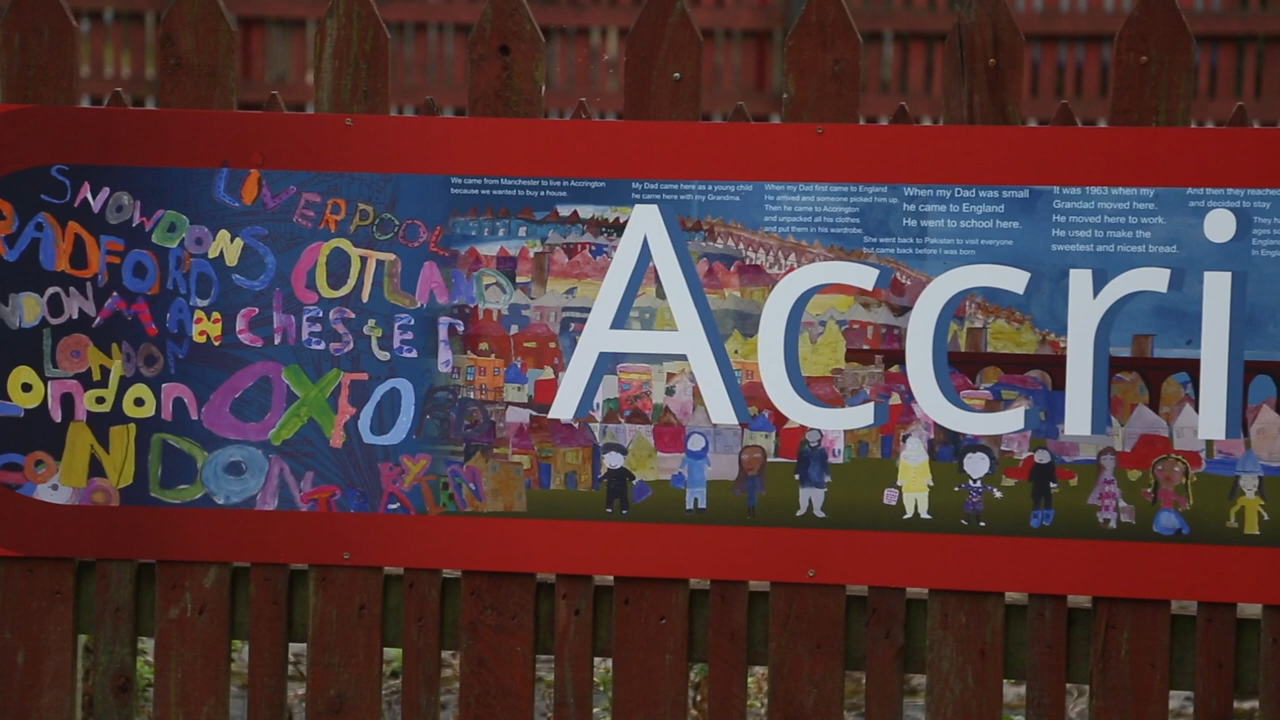 SNOWDONS
LIVERPOOL
SCOTLAND
LONDON
MANchESteR
LONDON
London
OXFO
We came from Manchester to live in Accrington
because we wanted to buy a house.
My Dad came here as a young child
he came here with my Grandma.
When my Dad first came to England
He arrived and someone picked him up.
Then he came to Accrington
and unpacked all his clothes
and put them in his wardrobe.
She went back to Pakistan to visit everyone
but came back before I was born
When my Dad was small
he came to England
He went to school here.
It was 1963 when my
Grandad moved here.
He moved here to work.
He used to make the
sweetest and nicest bread.
And then they reache
and decided to stay
Accri